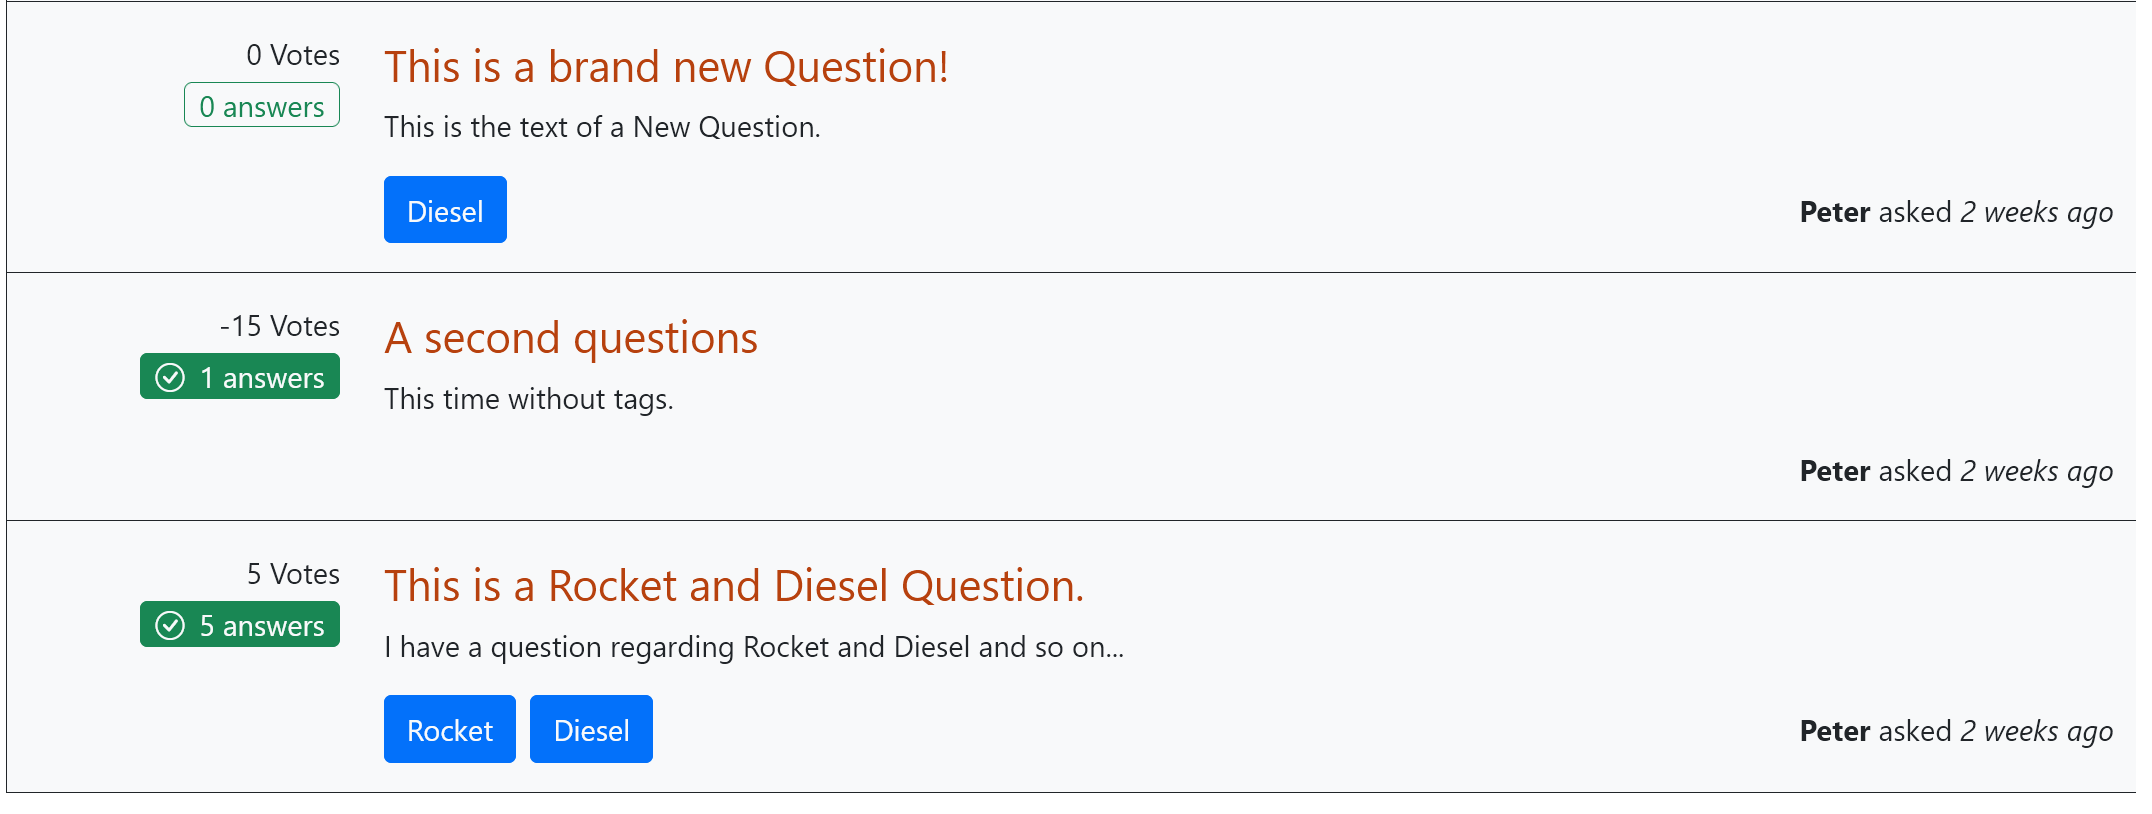 0 Votes
0 answers
This is a brand new Question!
This is the text of a New Question.
Diesel
Peter asked 2 weeks ago
-15 Votes
1 answers
A second questions
This time without tags.
Peter asked 2 weeks ago
5 Votes
5 answers
This is a Rocket and Diesel Question.
I have a question regarding Rocket and Diesel and so on...
Rocket Diesel
Peter asked 2 weeks ago